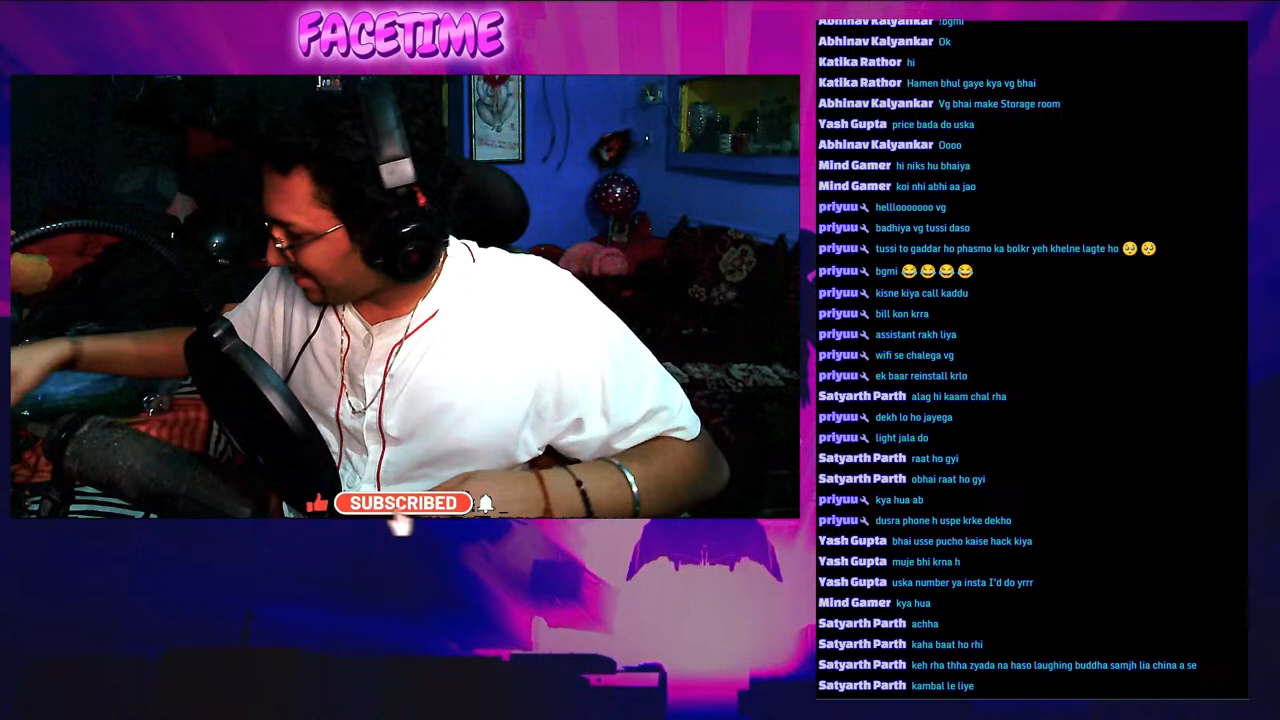 FACETIME
SUBSCRIBED
Abhinav Kalyankar !bgmi
Abhinav Kalyankar Ok
Katika Rathor hi
Katika Rathor Hamen bhul gaye kya vg bhai
Abhinav Kalyankar Vg bhai make Storage room
Yash Gupta price bada do uska
Abhinav Kalyankar Oooo
Mind Gamer hi niks hu bhaiya
Mind Gamer koi nhi abhi aa jao
priyuu hellloooooo vg
priyuu badhiya vg tussi daso
priyuu tussi to gaddar ho phasmo ka bolkr yeh khelne lagte ho 🥺 🥺
priyuu bgmi 😂 😂 😂 😂
priyuu kisne kiya call kaddu
priyuu bill kon krra
priyuu assistant rakh liya
priyuu wifi se chalega vg
priyuu ek baar reinstall krlo
Satyarth Parth alag hi kaam chal rha
priyuu dekh lo ho jayega
priyuu light jala do
Satyarth Parth raat ho gyi
Satyarth Parth obhai raat ho gyi
priyuu kya hua ab
priyuu dusra phone h uspe krke dekho
Yash Gupta bhai usse pucho kaise hack kiya
Yash Gupta muje bhi krna h
Yash Gupta uska number ya insta I'd do yrrr
Mind Gamer kya hua
Satyarth Parth achha
Satyarth Parth kaha baat ho rhi
Satyarth Parth keh rha thha zyada na haso laughing buddha samjh lia china a se
Satyarth Parth kambal le liye